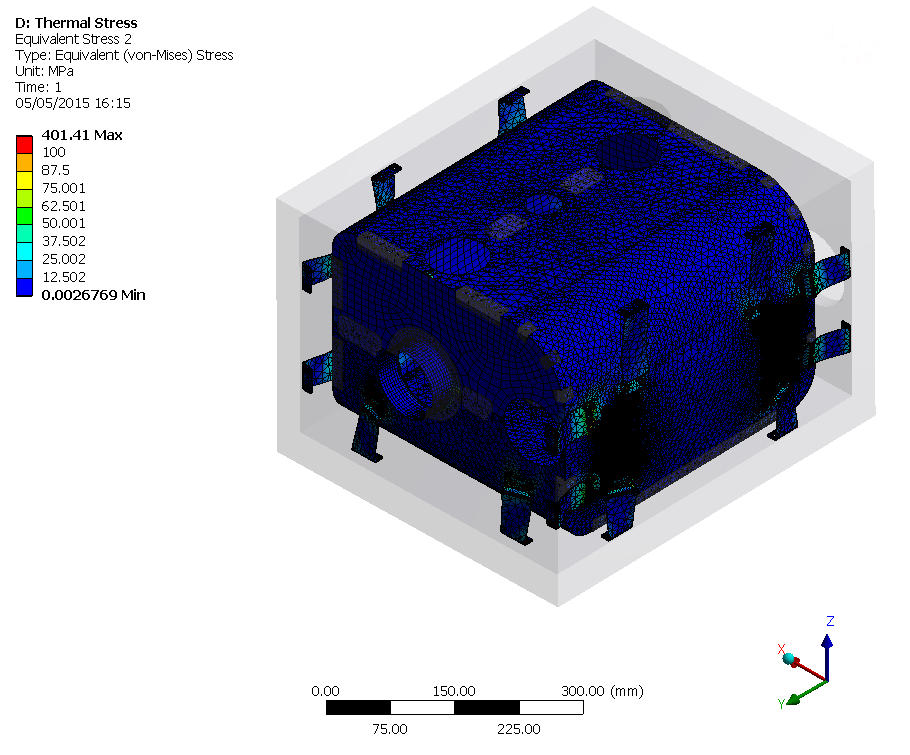 D: Thermal Stress
Equivalent Stress 2
Type: Equivalent (von-Mises) Stress
Unit: MPa
Time: 1
05/05/2015 16:15
401.41 Max
100
87.5
75.001
62.501
50.001
37.502
25.002
12.502
0.0026769 Min
Z
X
Y
0.00 150.00 300.00 (mm)
75.00 225.00